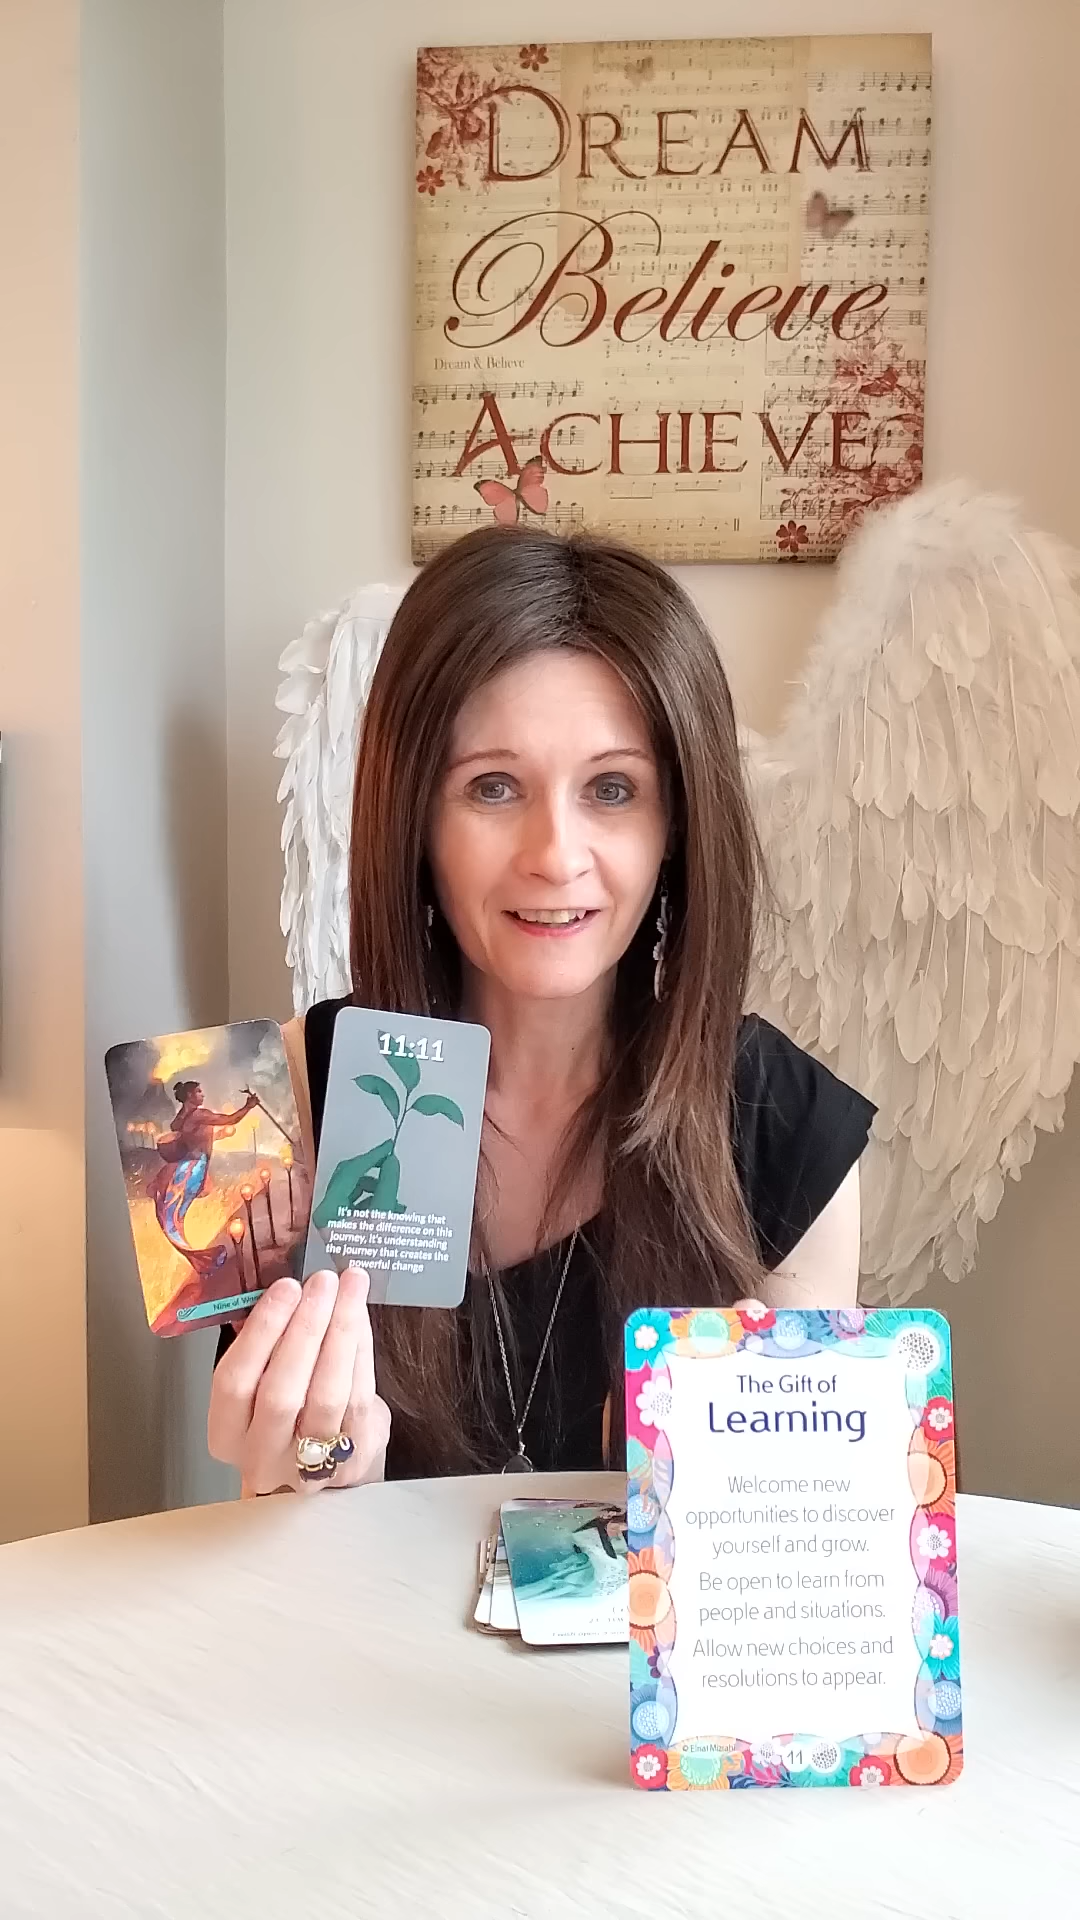 DREAM
Believe
Dream & Believe
ACHIEVE
11:11
It's not the knowing that
makes the difference on this
journey, it's understanding
the journey that creates the
powerful change
Nine of
The Gift of
Learning
Welcome new
opportunities to discover
yourself and grow.
Be open to learn from
people and situations.
Allow new choices and
resolutions to appear.
© Einat Mizrahi
11